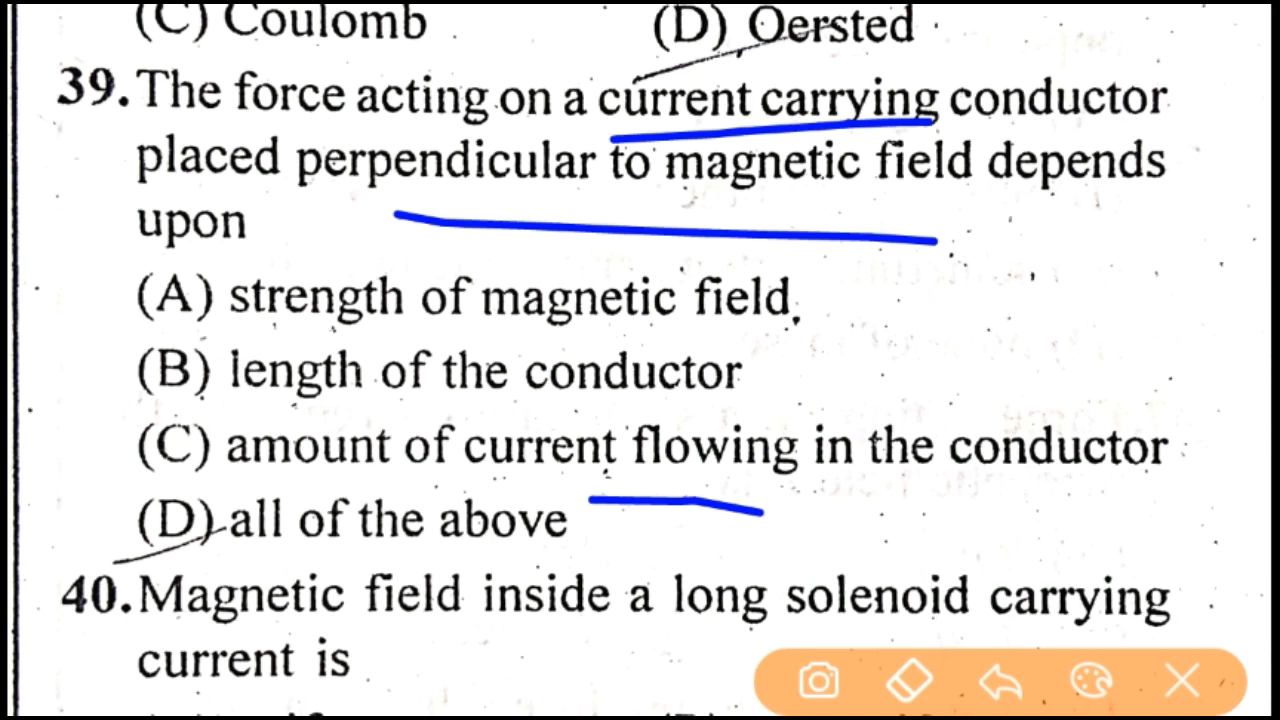 (C) Coulomb (D) Oersted
39. The force acting on a current carrying conductor
placed perpendicular to magnetic field depends
upon
(A) strength of magnetic field.
(B) length of the conductor
(C) amount of current flowing in the conductor
(D) all of the above
40. Magnetic field inside a long solenoid carrying
current is